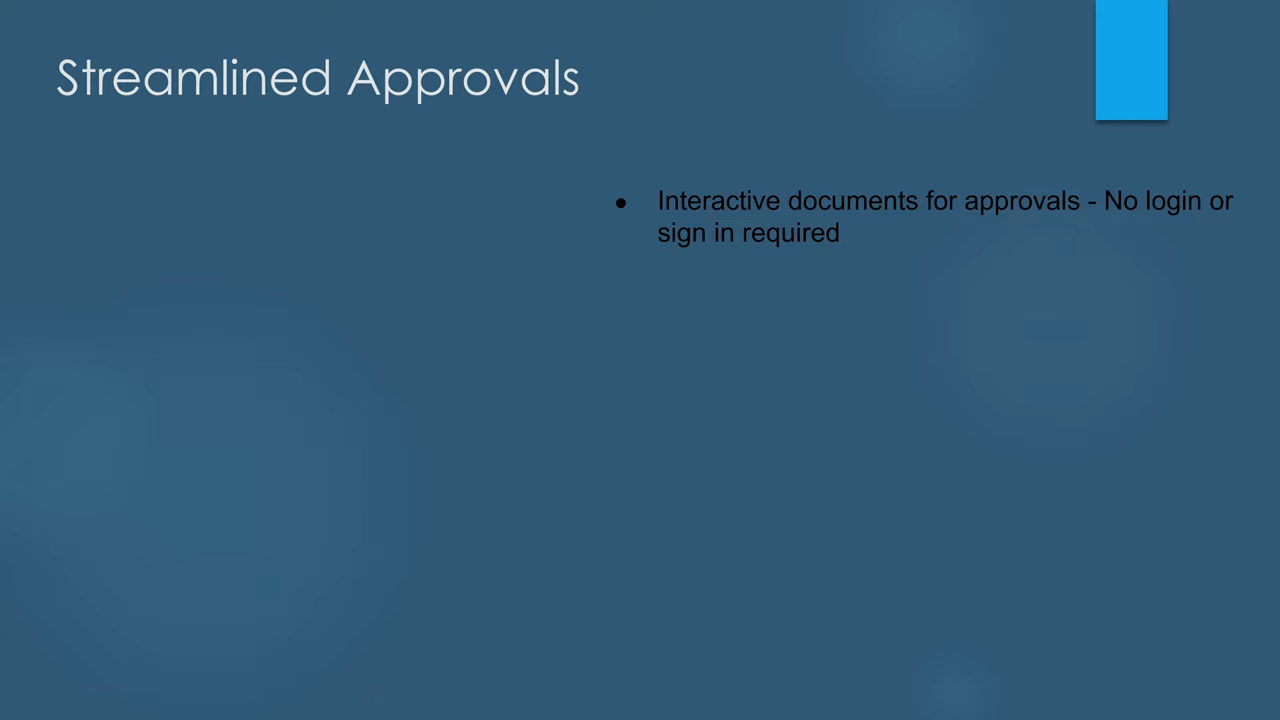 Streamlined Approvals
● Interactive documents for approvals - No login or
sign in required